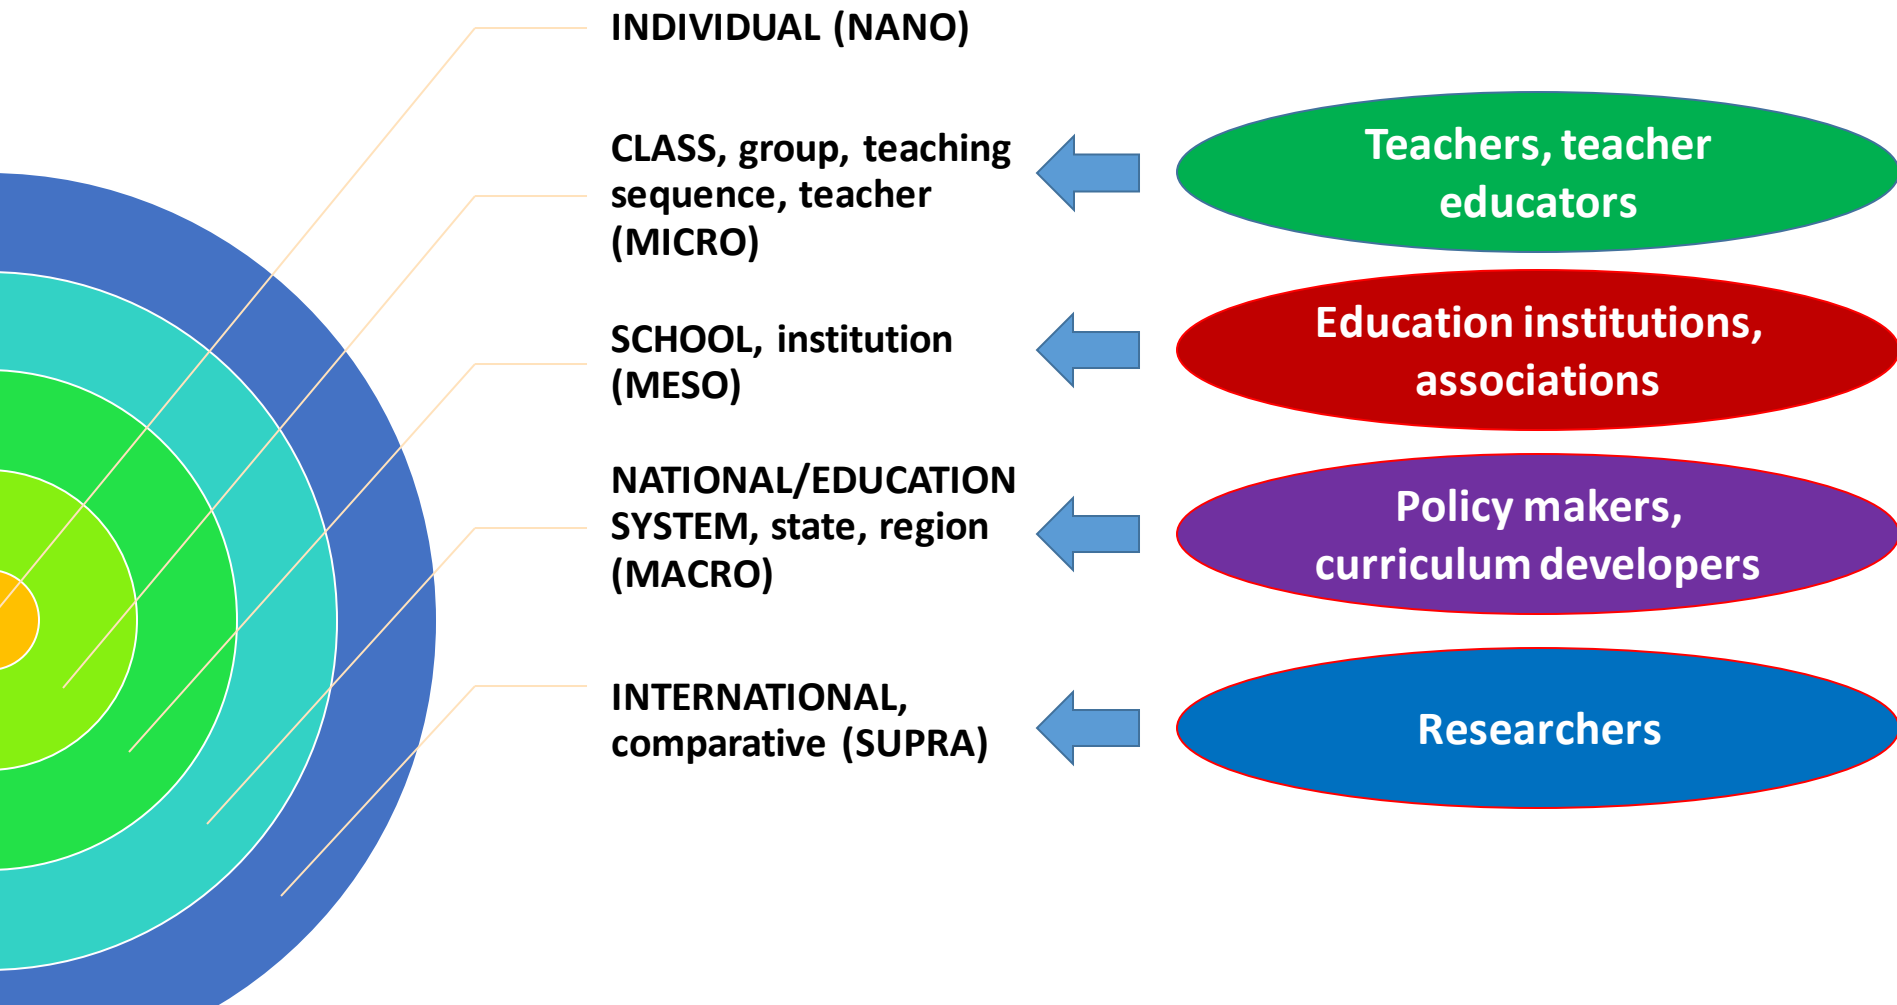 INDIVIDUAL (NANO)
CLASS, group, teaching
sequence, teacher
(MICRO)
Teachers, teacher
educators
SCHOOL, institution
(MESO)
Education institutions,
associations
NATIONAL/EDUCATION
SYSTEM, state, region
(MACRO)
Policy makers,
curriculum developers
INTERNATIONAL,
comparative (SUPRA)
Researchers